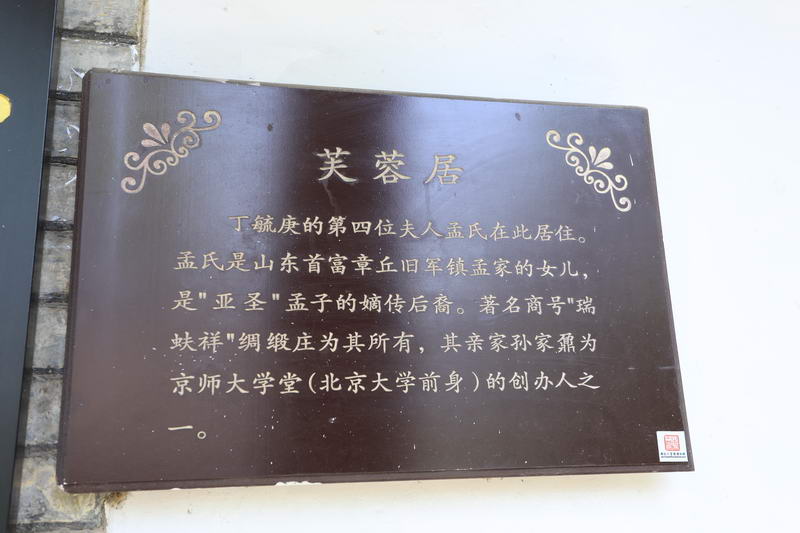 芙蓉居
丁毓庚的第四位夫人孟氏在此居住。
孟氏是山东首富章丘旧军镇孟家的女儿，
是"亚圣"孟子的嫡传后裔。著名商号"瑞
蚨祥"绸缎庄为其所有，其亲家孙家鼐为
京师大学堂(北京大学前身)的创办人之
一。